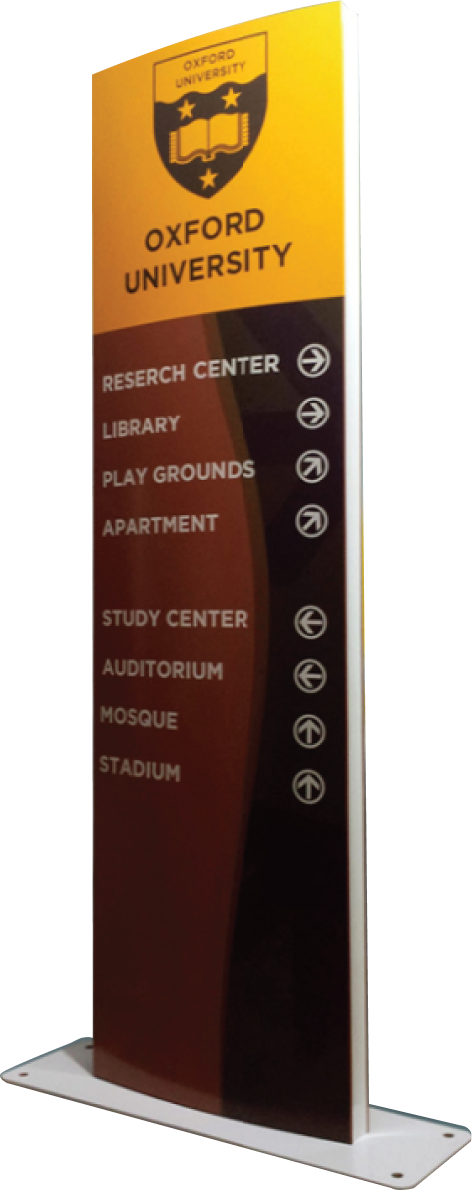 OXFORD
UNIVERSITY
OXFORD
UNIVERSITY
RESERCH CENTER
LIBRARY
PLAY GROUNDS
APARTMENT
STUDY CENTER
AUDITORIUM
MOSQUE
STADIUM